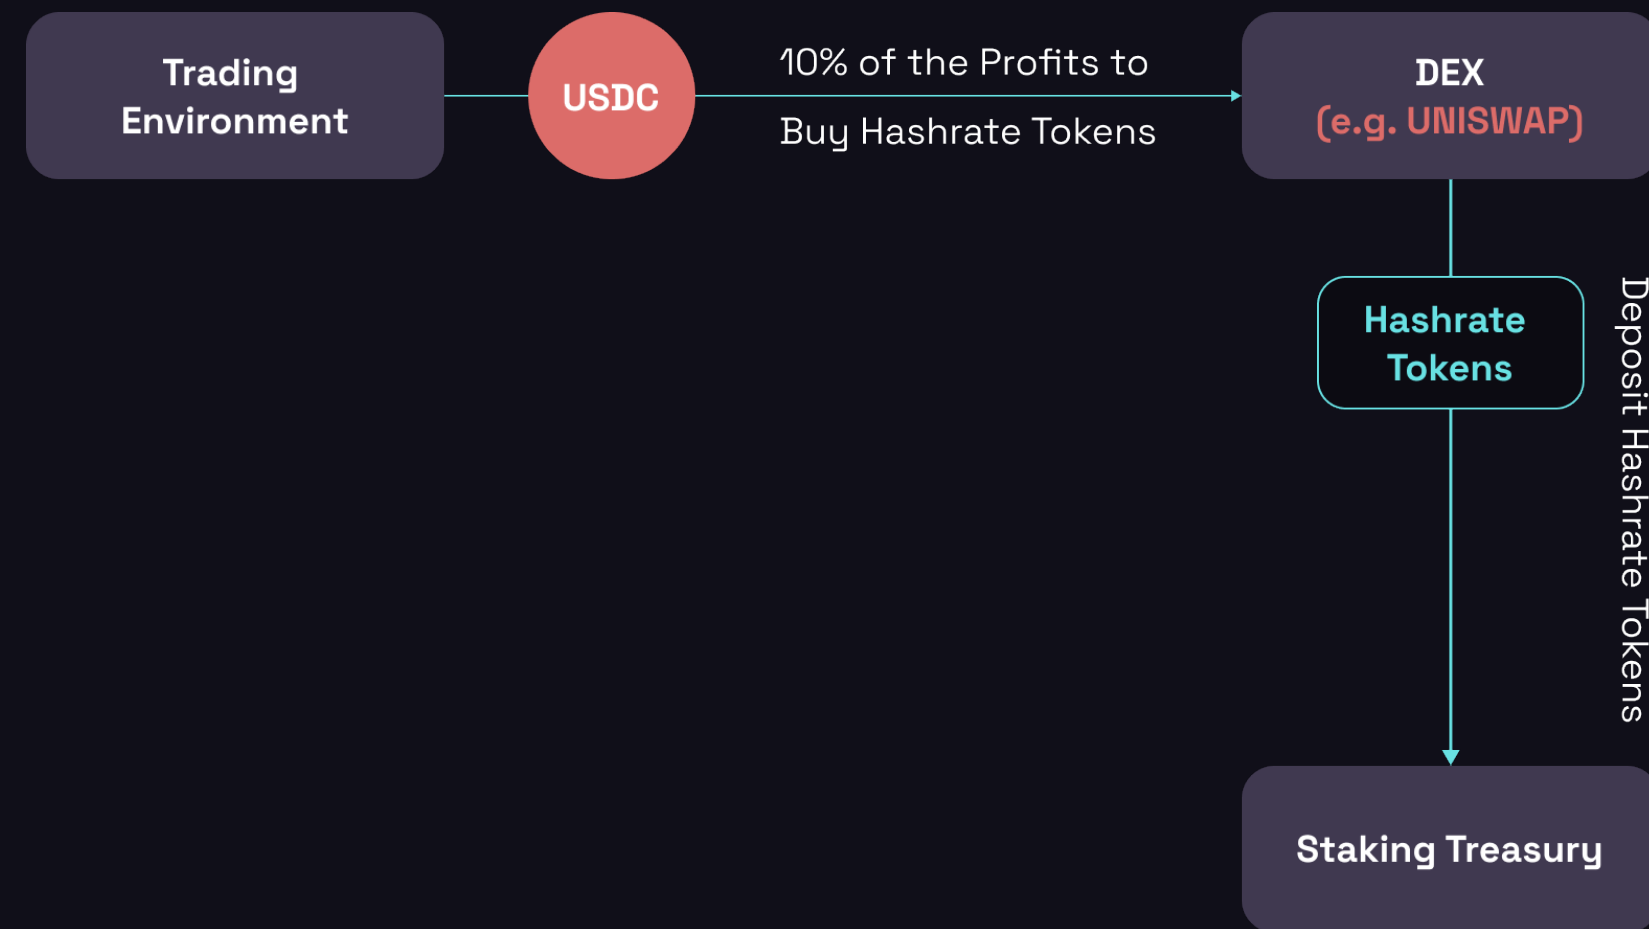 Trading
Environment
USDC
10% of the Profits to
Buy Hashrate Tokens
DEX
(e.g. UNISWAP)
Hashrate
Tokens
Deposit Hashrate Tokens
Staking Treasury